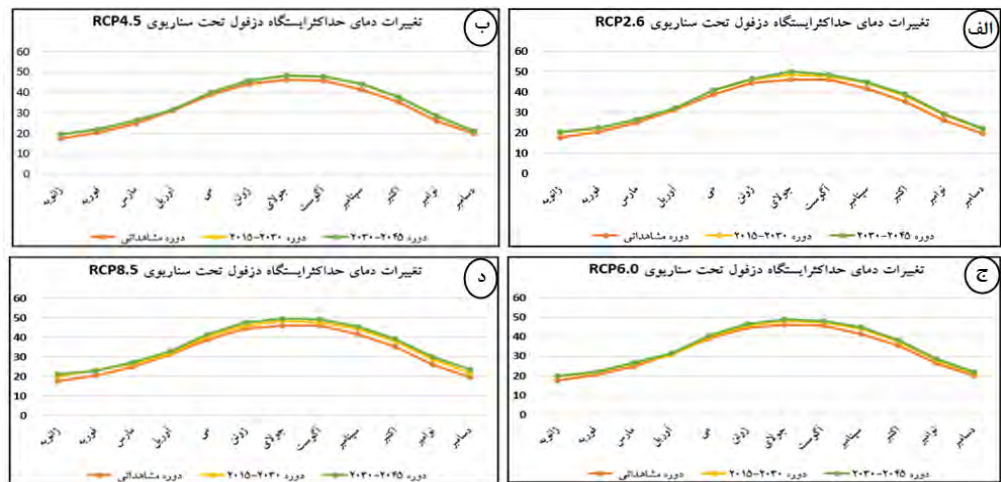 الف
تغییرات دمای حداکثرایستگاه دزفول تحت سناریوی RCP2.6
60
50
40
30
20
10
0
ژانویه فوریه مارس آوریل می ژوئن جولای آگوست سپتامبر اکتبر نوامبر دسامبر
دوره مشاهداتی دوره ۲۰۱۵-۲۰۳۰ دوره ۲۰۳۰-۲۰۴۵
ب
تغییرات دمای حداکثرایستگاه دزفول تحت سناریوی RCP4.5
60
50
40
30
20
10
0
ژانویه فوریه مارس آوریل می ژوئن جولای آگوست سپتامبر اکتبر نوامبر دسامبر
دوره مشاهداتی دوره ۲۰۱۵-۲۰۳۰ دوره ۲۰۳۰-۲۰۴۵
ج
تغییرات دمای حداکثرایستگاه دزفول تحت سناریوی RCP6.0
60
50
40
30
20
10
0
ژانویه فوریه مارس آوریل می ژوئن جولای آگوست سپتامبر اکتبر نوامبر دسامبر
دوره مشاهداتی دوره ۲۰۱۵-۲۰۳۰ دوره ۲۰۳۰-۲۰۴۵
د
تغییرات دمای حداکثرایستگاه دزفول تحت سناریوی RCP8.5
60
50
40
30
20
10
0
ژانویه فوریه مارس آوریل می ژوئن جولای آگوست سپتامبر اکتبر نوامبر دسامبر
دوره مشاهداتی دوره ۲۰۱۵-۲۰۳۰ دوره ۲۰۳۰-۲۰۴۵